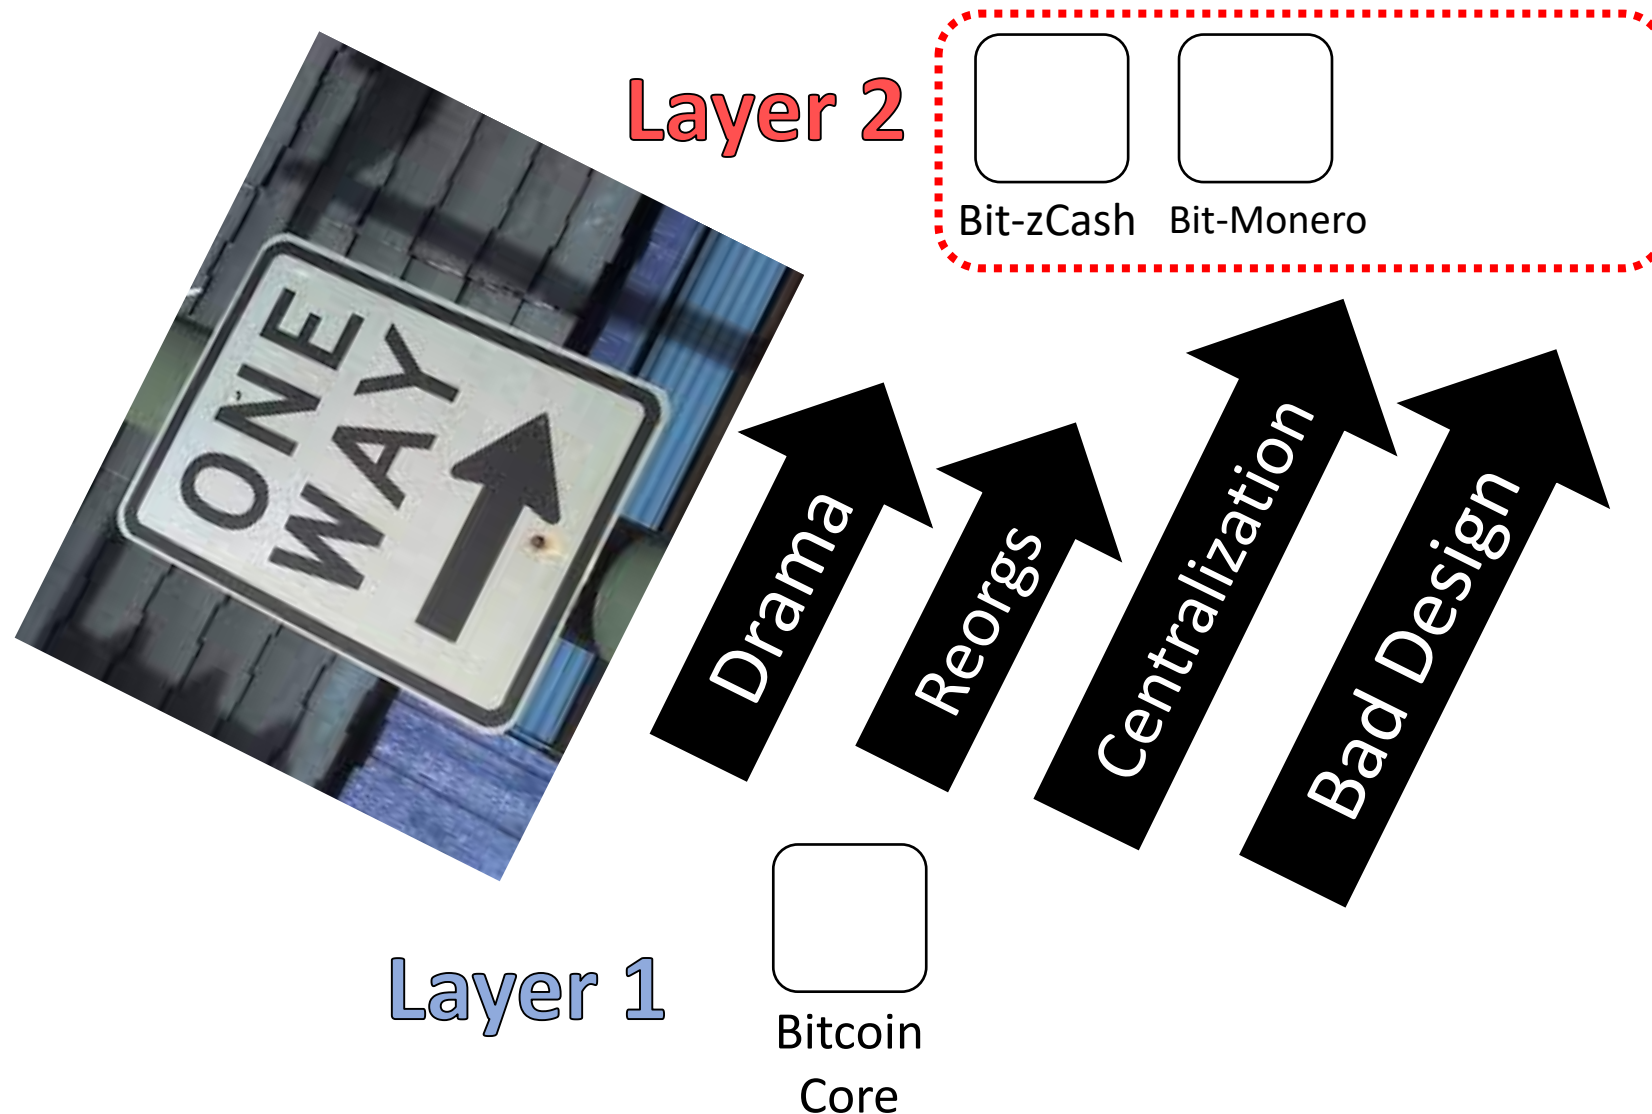 Layer 2
Bit-zCash
Bit-Monero
ONE
WAY
Drama
Reorgs
Centralization
Bad Design
Layer 1
Bitcoin
Core